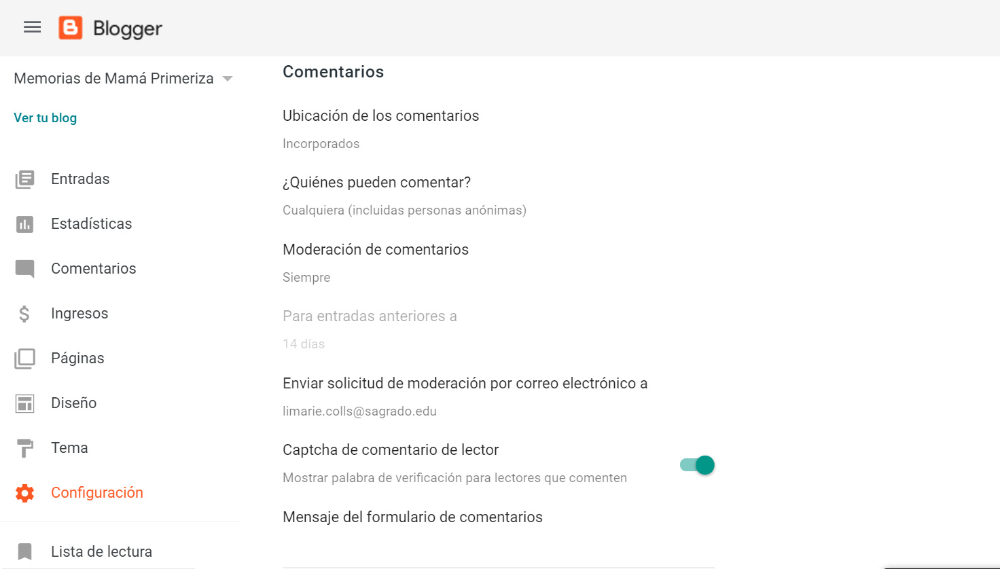 Blogger
Memorias de Mamá Primeriza
Ver tu blog
Entradas
Estadísticas
Comentarios
Ingresos
Páginas
Diseño
Tema
Configuración
Lista de lectura
Comentarios
Ubicación de los comentarios
Incorporados
¿Quiénes pueden comentar?
Cualquiera (incluidas personas anónimas)
Moderación de comentarios
Siempre
Para entradas anteriores a
14 días
Enviar solicitud de moderación por correo electrónico a
limarie.colls@sagrado.edu
Captcha de comentario de lector
Mostrar palabra de verificación para lectores que comenten
Mensaje del formulario de comentarios